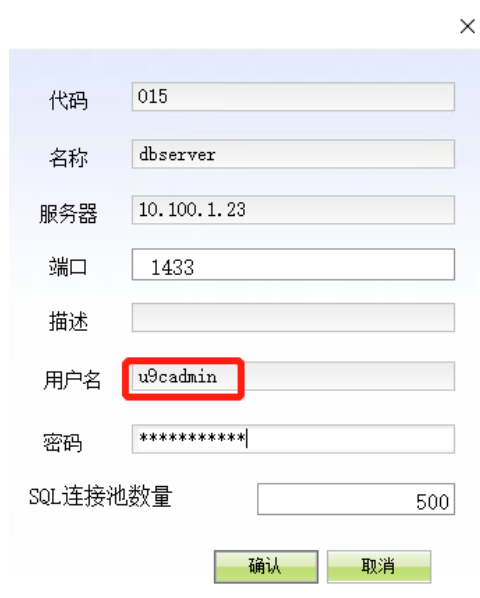 代码 015
名称 dbserver
服务器 10.100.1.23
端口 1433
描述
用户名 u9cadmin
密码 ***********
SQL连接池数量 500
确认 取消